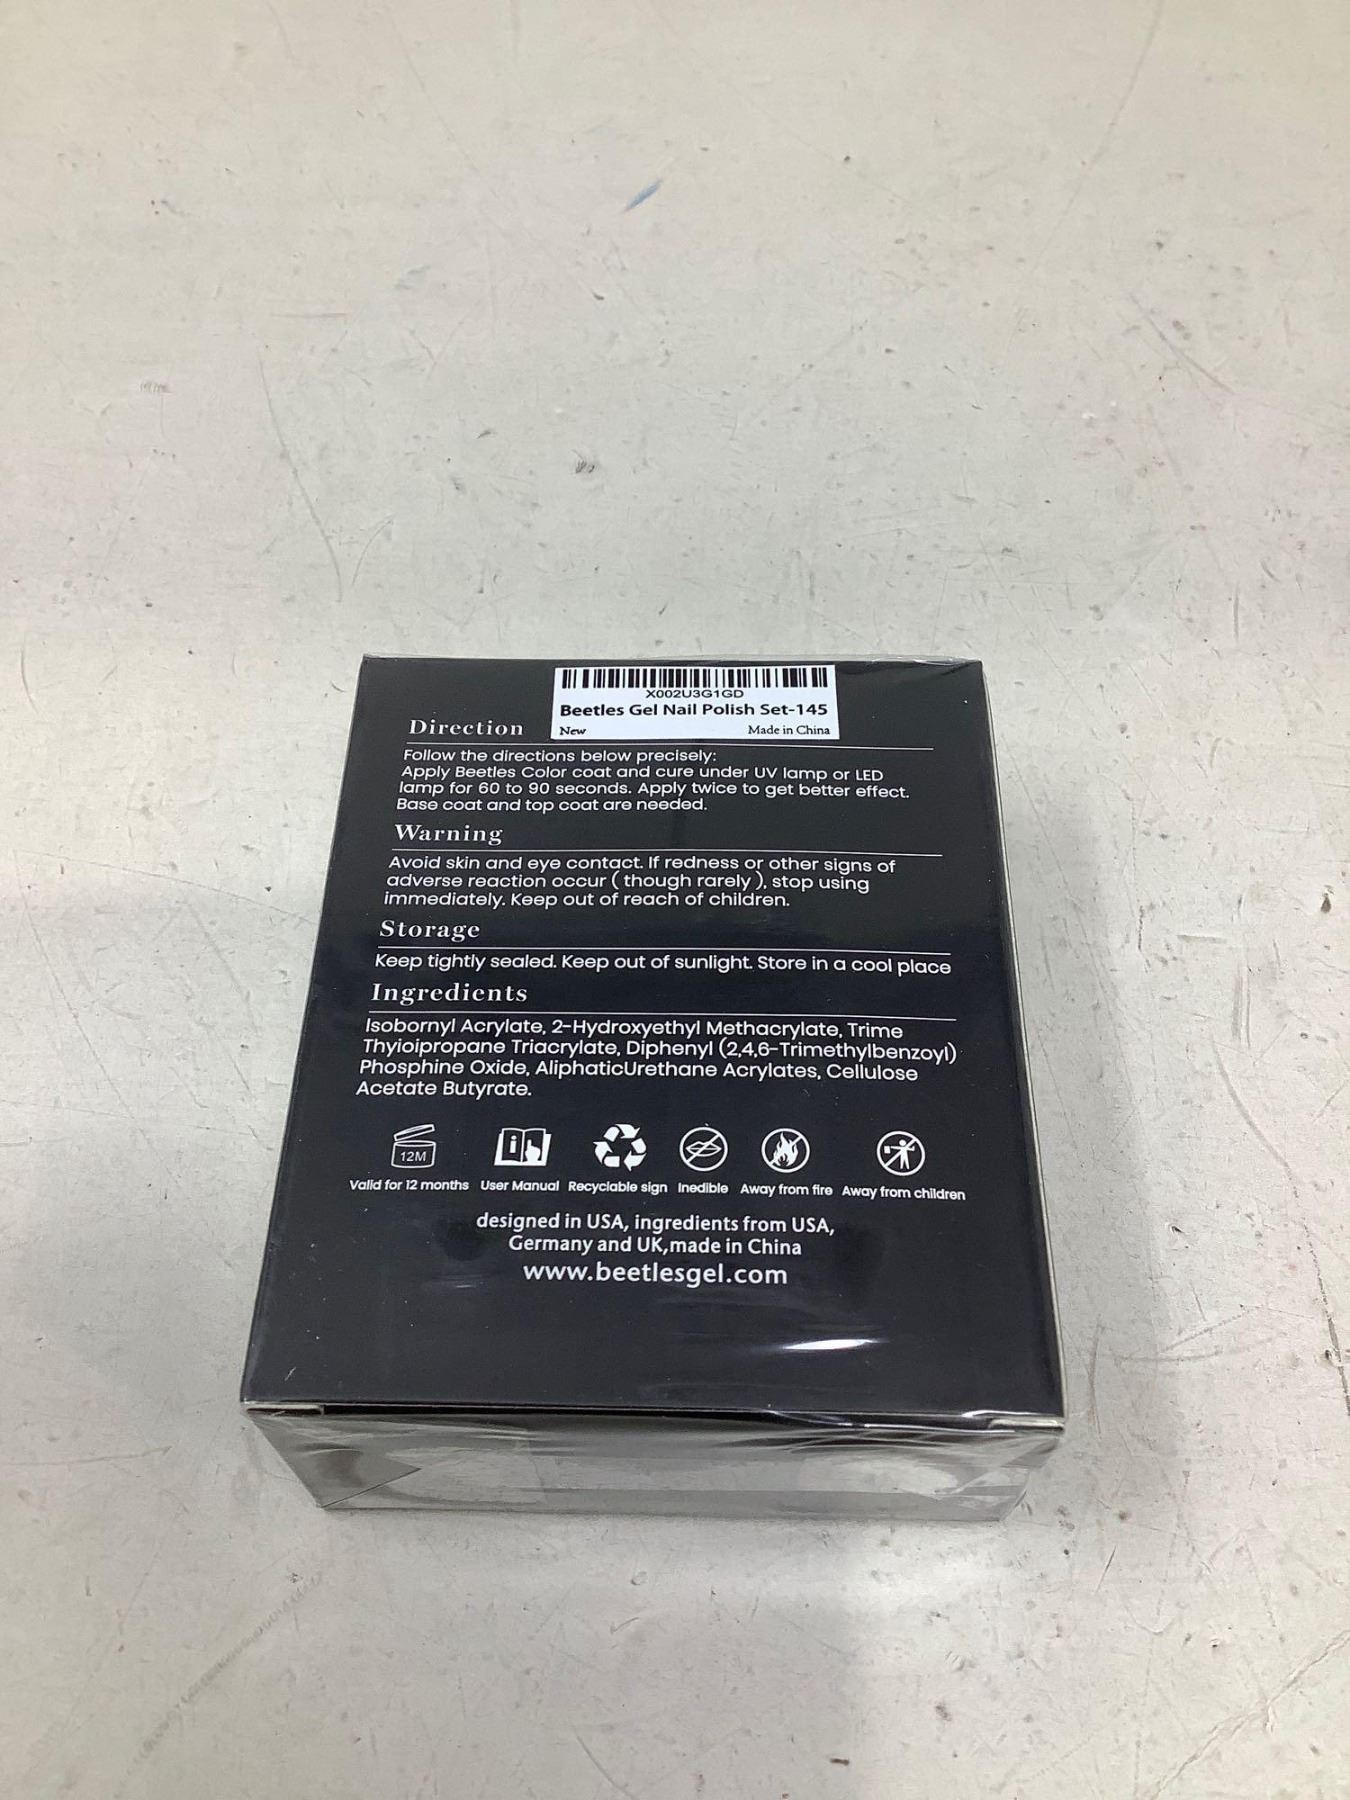 X002U3G1GD
Beetles Gel Nail Polish Set-145
New Made in China
Direction
Follow the directions below precisely:
Apply Beetles Color coat and cure under UV lamp or LED
lamp for 60 to 90 seconds. Apply twice to get better effect.
Base coat and top coat are needed.
Warning
Avoid skin and eye contact. If redness or other signs of
adverse reaction occur ( though rarely ), stop using
immediately. Keep out of reach of children.
Storage
Keep tightly sealed. Keep out of sunlight. Store in a cool place
Ingredients
Isobornyl Acrylate, 2-Hydroxyethyl Methacrylate, Trime
Thyioipropane Triacrylate, Diphenyl (2,4,6-Trimethylbenzoyl)
Phosphine Oxide, AliphaticUrethane Acrylates, Cellulose
Acetate Butyrate.
12M
i
Valid for 12 months User Manual Recyclable sign Inedible Away from fire Away from children
designed in USA, ingredients from USA,
Germany and UK,made in China
www.beetlesgel.com